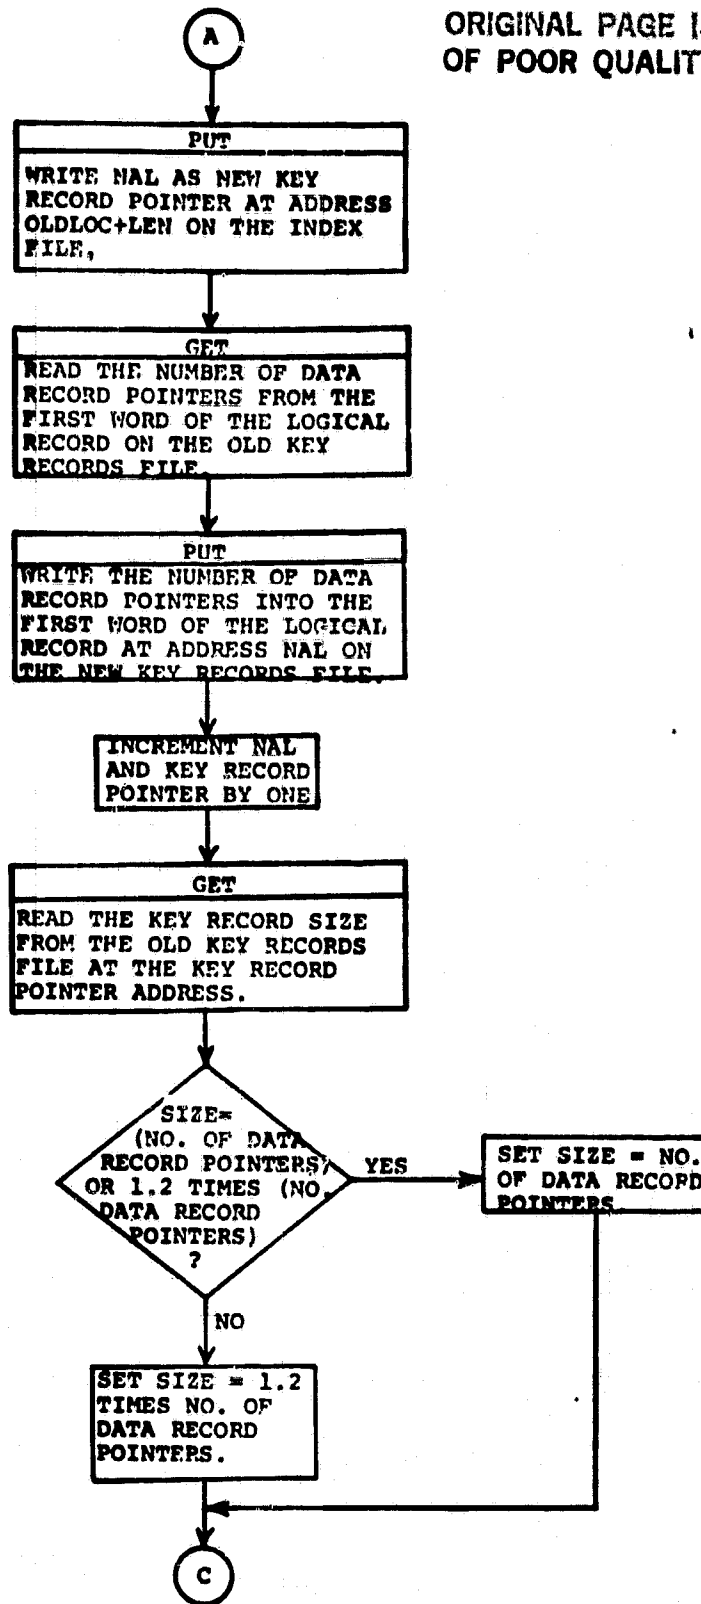 A
ORIGINAL PAGE I
OF POOR QUALIT
PUT
WRITE NAL AS NEW KEY
RECORD POINTER AT ADDRESS
OLDLOC+LEN ON THE INDEX
FILE.
GET
READ THE NUMBER OF DATA
RECORD POINTERS FROM THE
FIRST WORD OF THE LOGICAL
RECORD ON THE OLD KEY
RECORDS FILE.
PUT
WRITE THE NUMBER OF DATA
RECORD POINTERS INTO THE
FIRST WORD OF THE LOGICAL
RECORD AT ADDRESS NAL ON
THE NEW KEY RECORDS FILE.
INCREMENT NAL
AND KEY RECORD
POINTER BY ONE
GET
READ THE KEY RECORD SIZE
FROM THE OLD KEY RECORDS
FILE AT THE KEY RECORD
POINTER ADDRESS.
SIZE=
(NO. OF DATA
RECORD POINTERS)
OR 1.2 TIMES (NO.
DATA RECORD
POINTERS)
?
YES
SET SIZE = NO.
OF DATA RECORD
POINTERS.
NO
SET SIZE = 1.2
TIMES NO. OF
DATA RECORD
POINTERS.
C